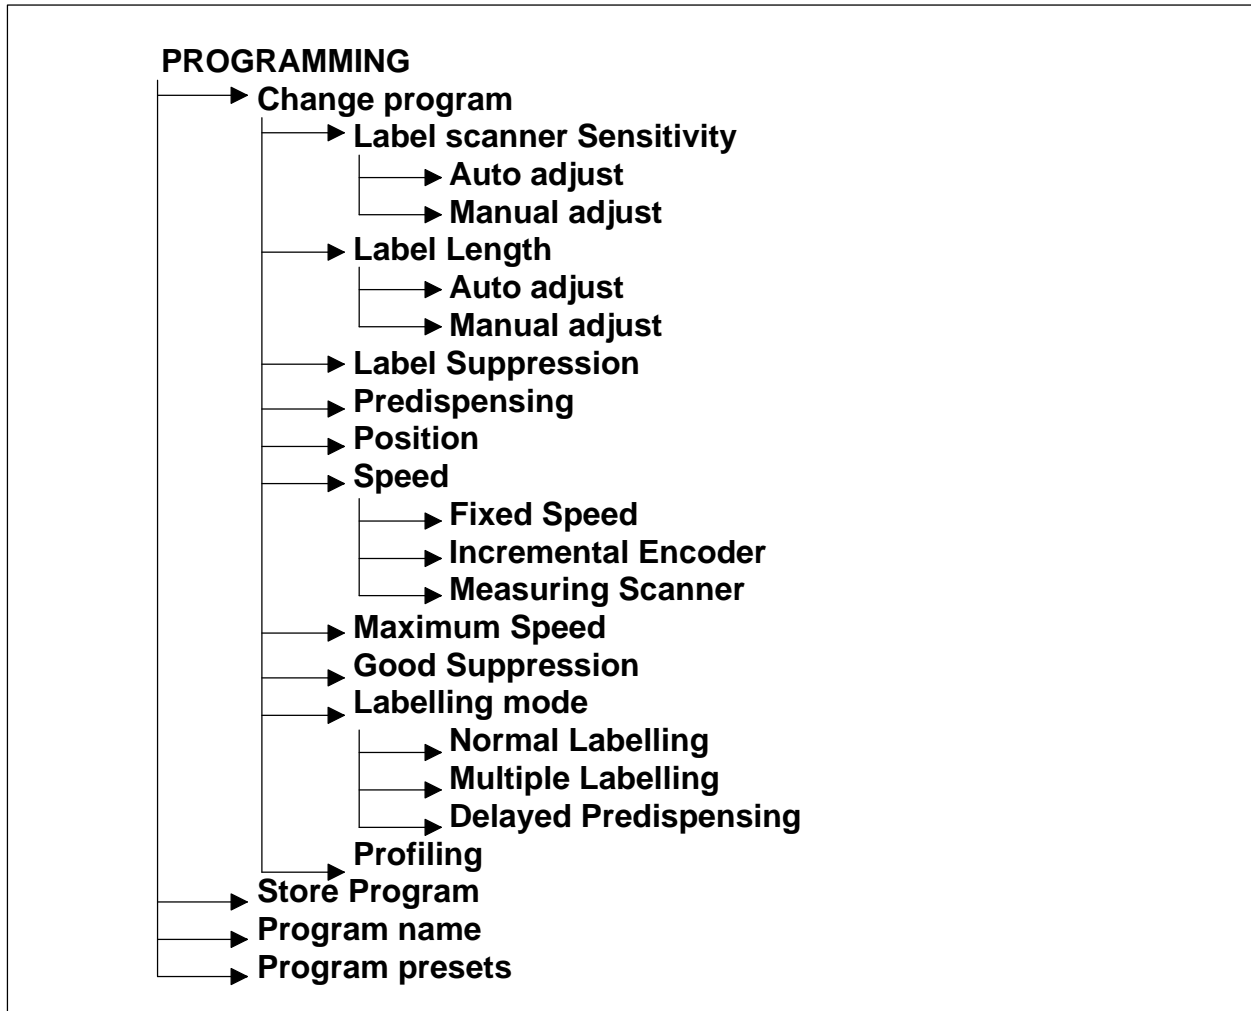 PROGRAMMING
Change program
Label scanner Sensitivity
Auto adjust
Manual adjust
Label Length
Auto adjust
Manual adjust
Label Suppression
Predispensing
Position
Speed
Fixed Speed
Incremental Encoder
Measuring Scanner
Maximum Speed
Good Suppression
Labelling mode
Normal Labelling
Multiple Labelling
Delayed Predispensing
Profiling
Store Program
Program name
Program presets